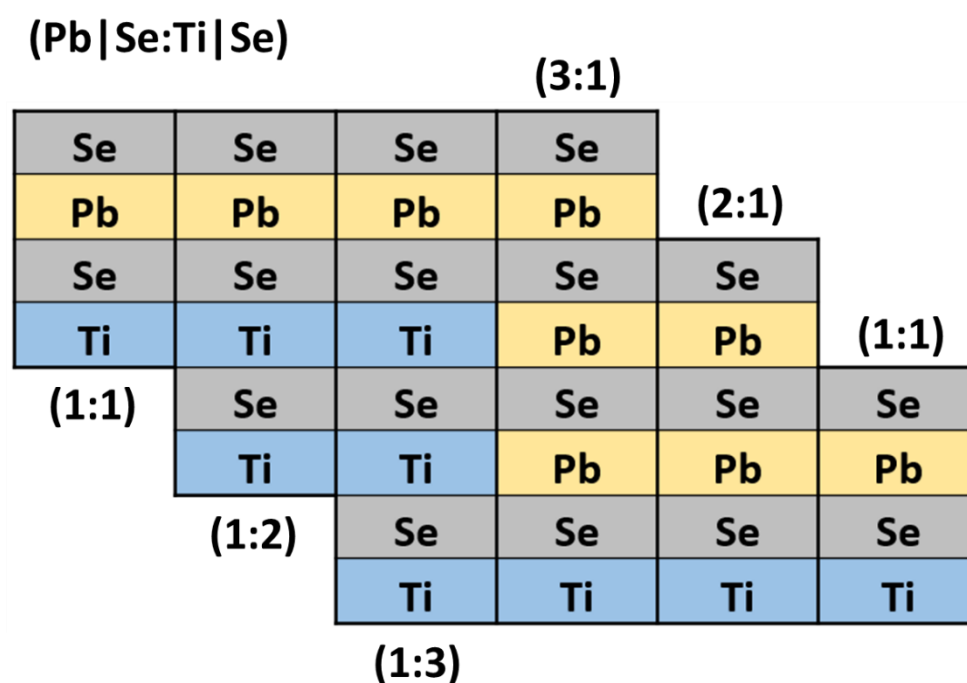 (Pb|Se:Ti|Se)
(3:1)
Se Se Se Se
Pb Pb Pb Pb (2:1)
Se Se Se Se Se
Ti Ti Ti Pb Pb (1:1)
(1:1) Se Se Se Se Se
Ti Ti Pb Pb Pb
(1:2) Se Se Se Se
Ti Ti Ti Ti
(1:3)